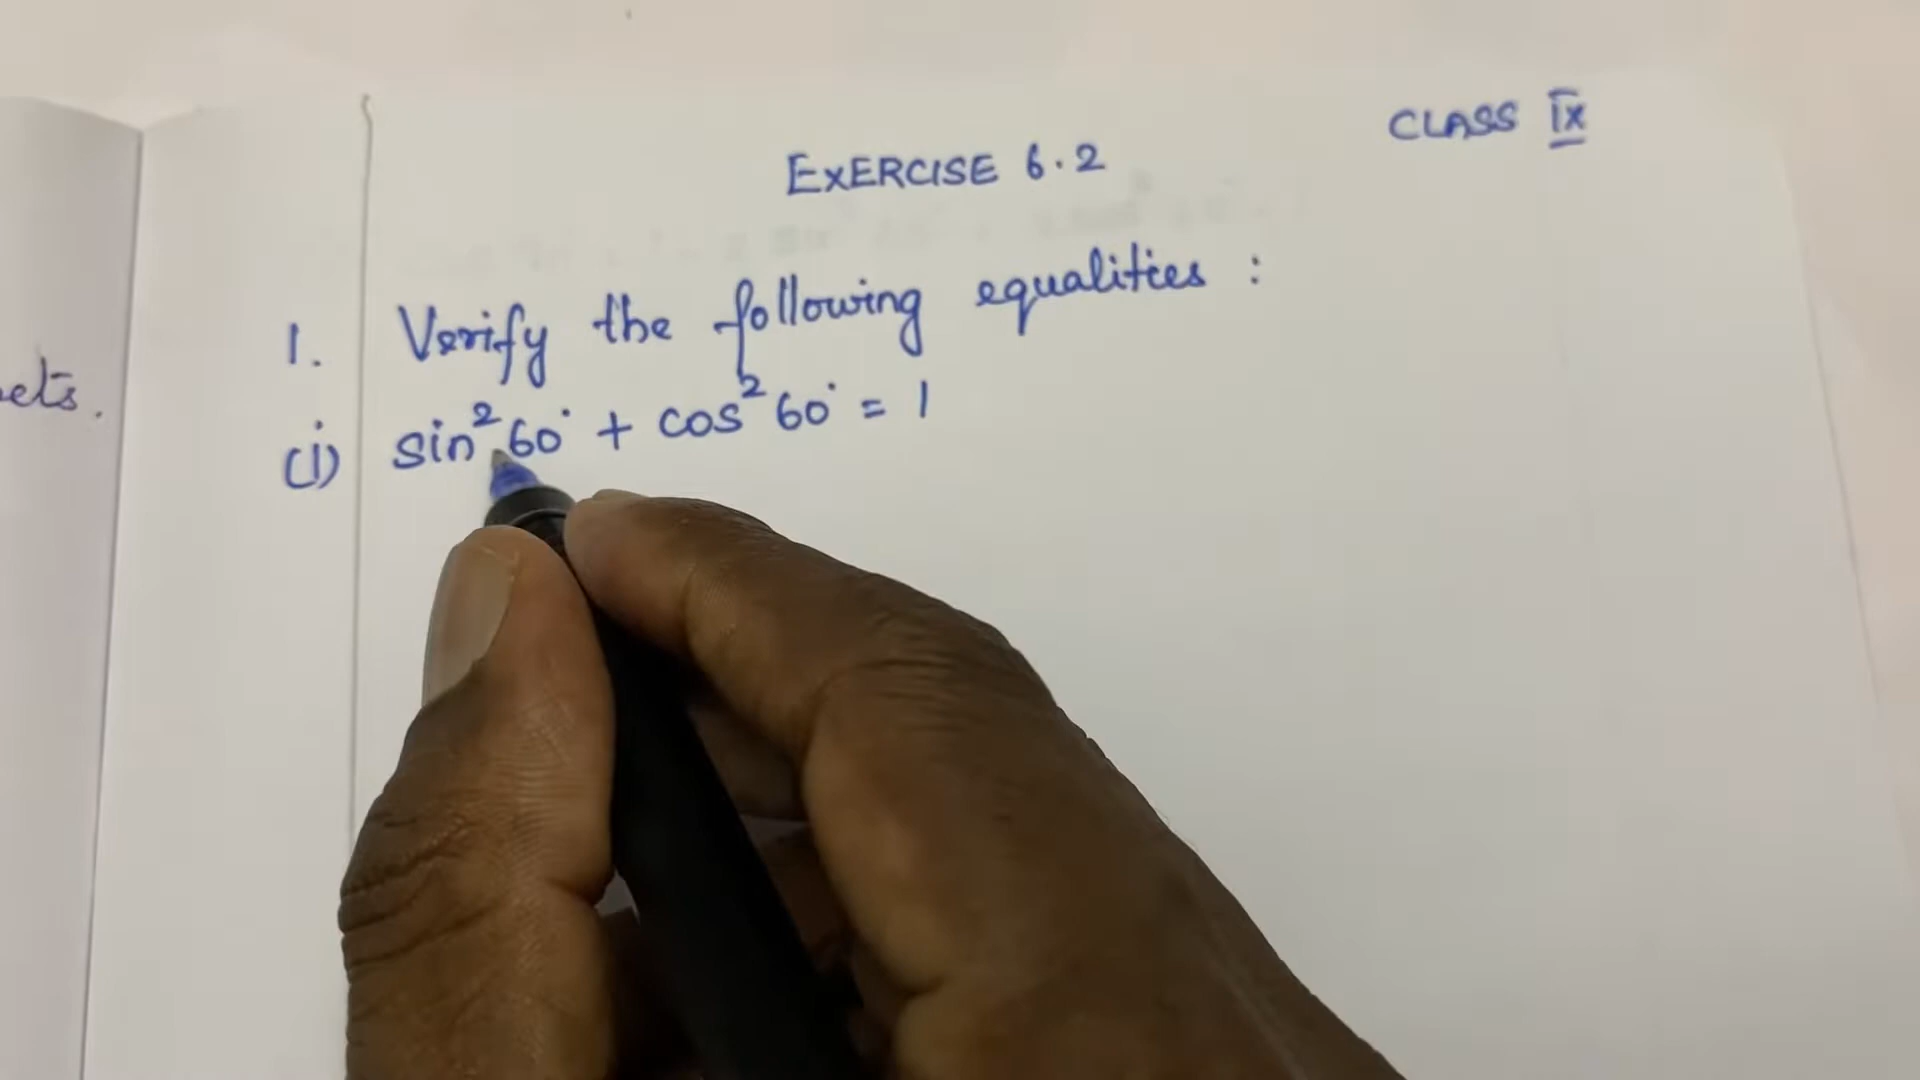 CLASS IX
EXERCISE 6.2
1. Verify the following equalities :
(i) sin²60° + cos²60° = 1